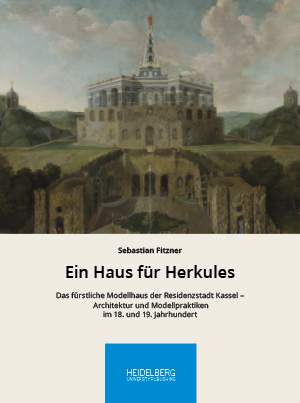 Sebastian Fitzner
Ein Haus für Herkules
Das fürstliche Modellhaus der Residenzstadt Kassel –
Architektur und Modellpraktiken
im 18. und 19. Jahrhundert
HEIDELBERG
UNIVERSITY PUBLISHING